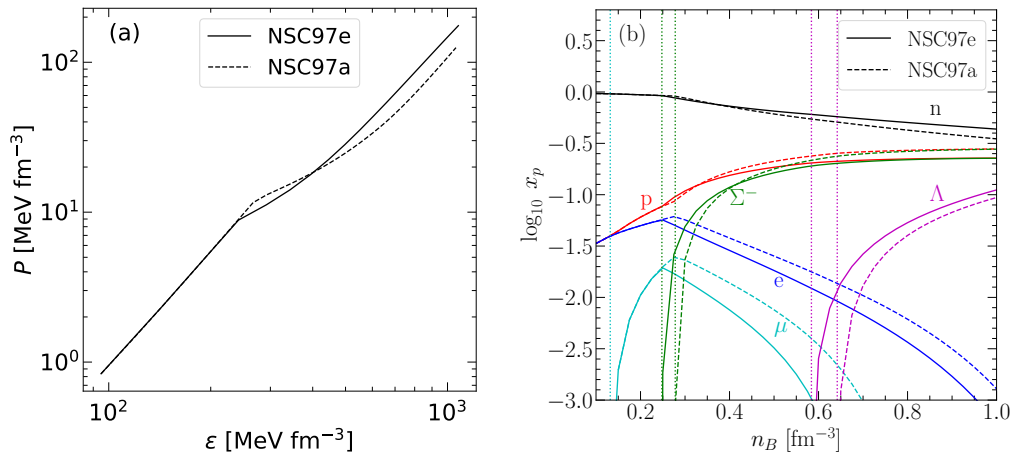 (a)
NSC97e
NSC97a
10²
10¹
10⁰
P [MeV fm⁻³]
10²
10³
ε [MeV fm⁻³]
(b)
NSC97e
NSC97a
0.5
0.0
-0.5
-1.0
-1.5
-2.0
-2.5
-3.0
log₁₀ xₚ
n
p
Σ⁻
Λ
e
μ
0.2
0.4
0.6
0.8
1.0
n_B [fm⁻³]